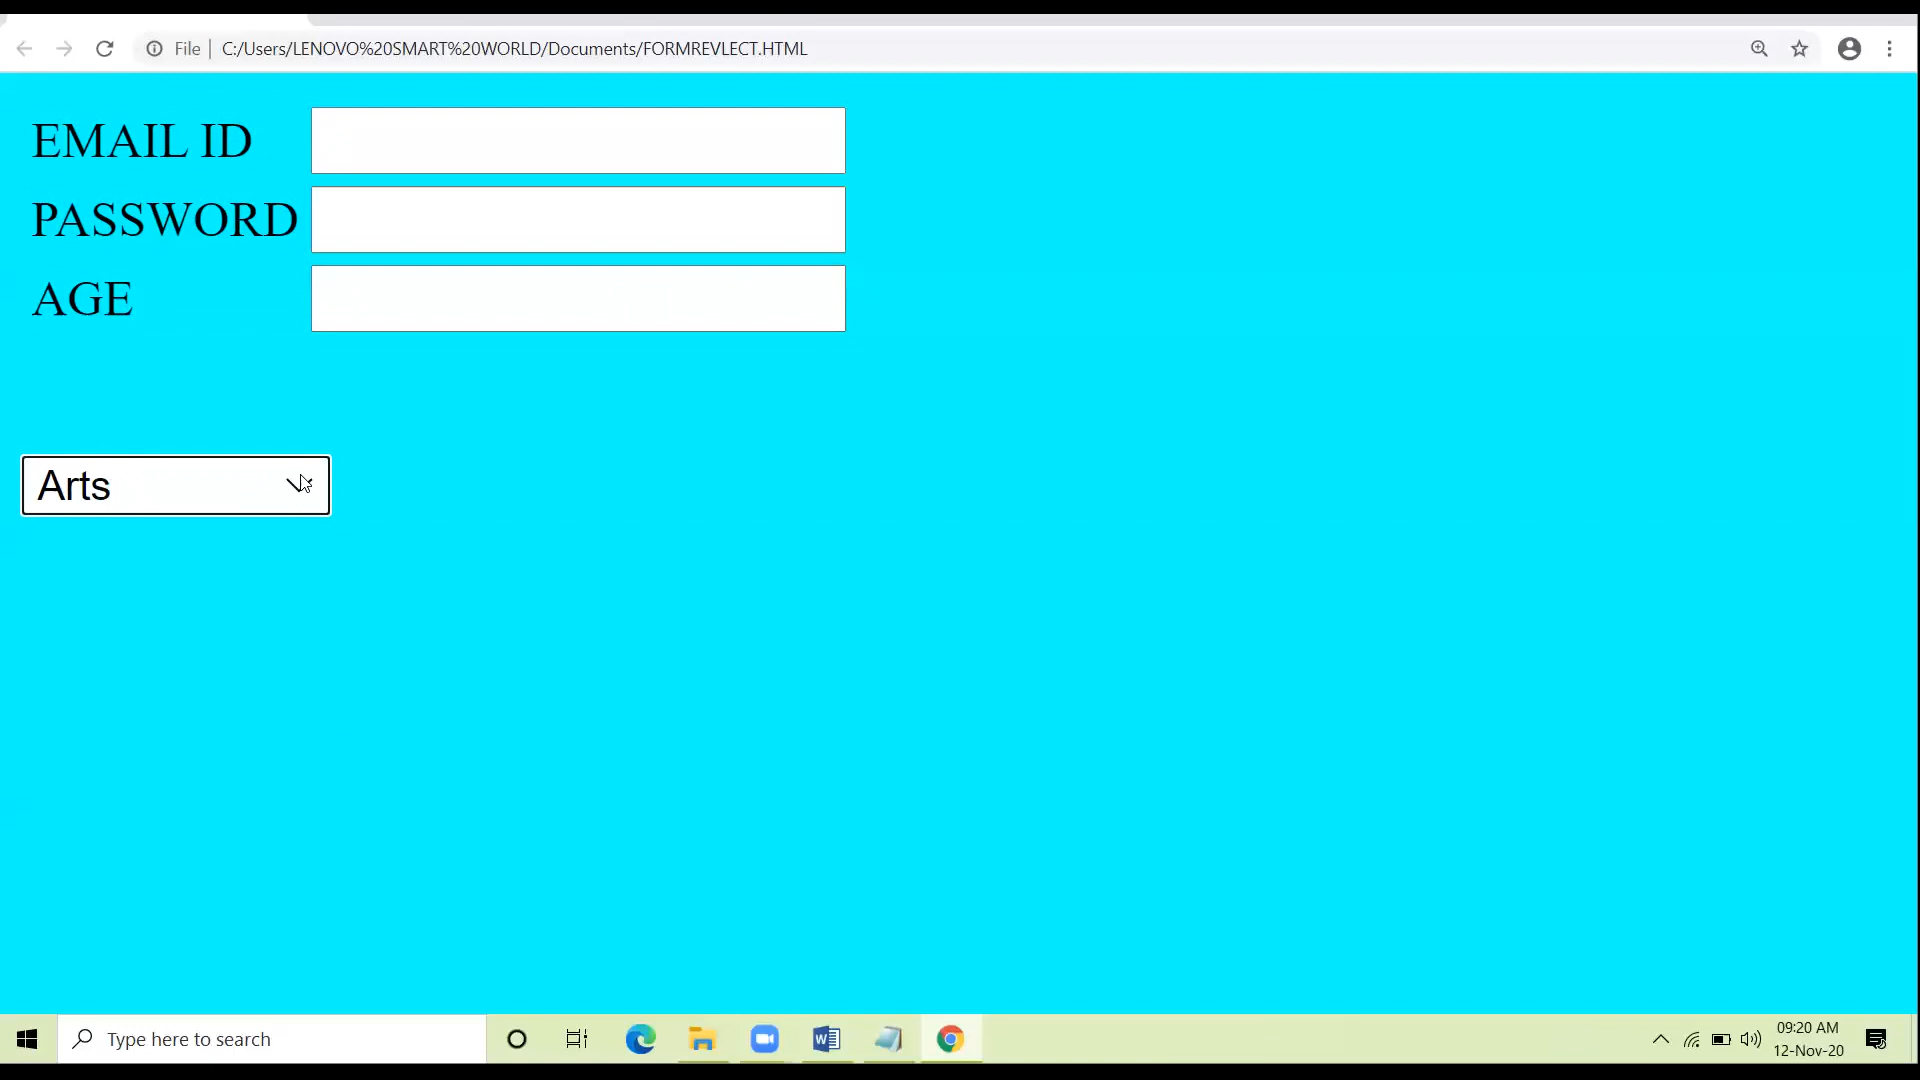 File | C:/Users/LENOVO%20SMART%20WORLD/Documents/FORMREVLECT.HTML
EMAIL ID
PASSWORD
AGE
Arts
Type here to search
W
09:20 AM
12-Nov-20